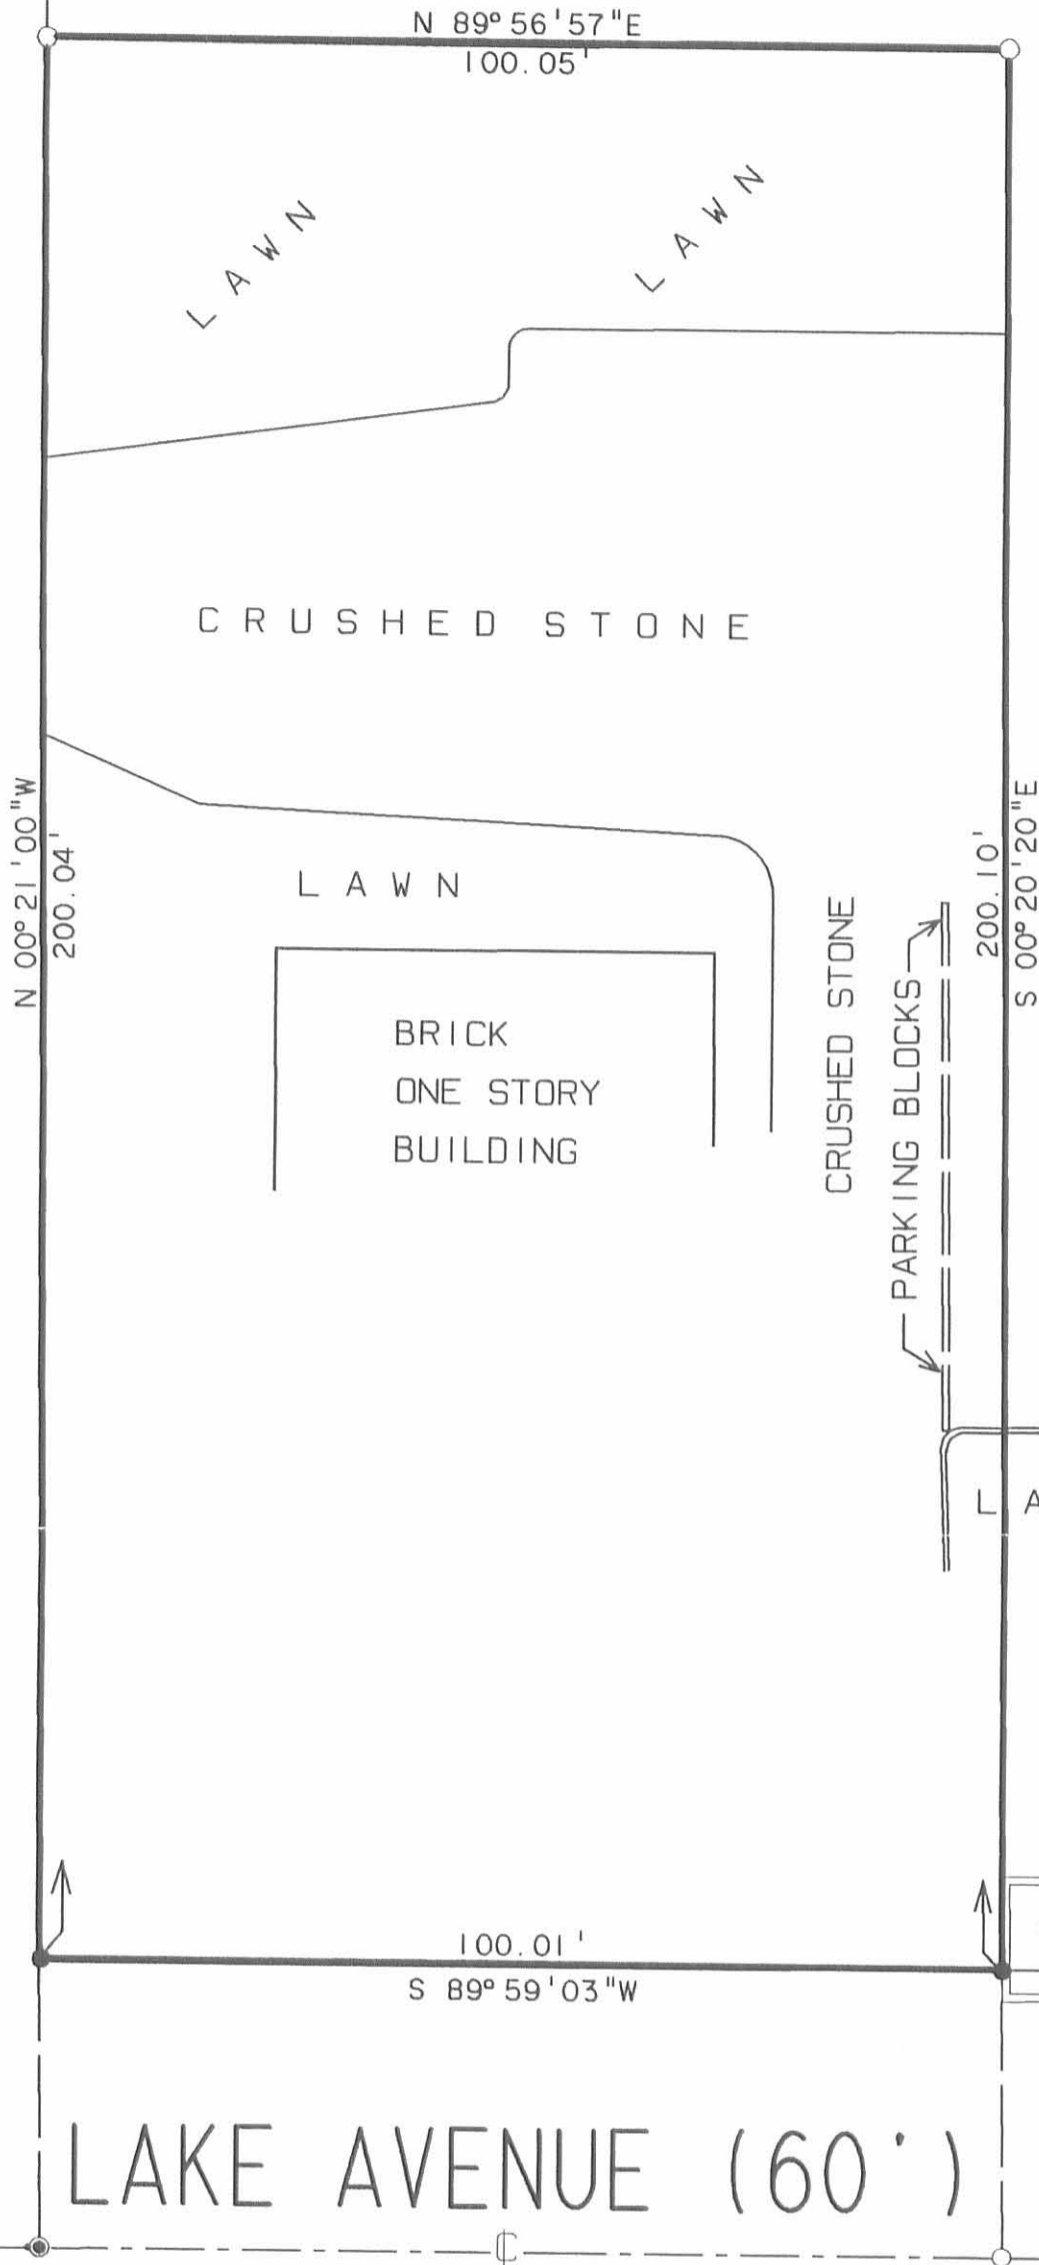 N 89° 56'57"E
100.05'
LAWN
LAWN
CRUSHED STONE
N 00° 21'00"W
200.04'
200.10'
S 00° 20'20"E
LAWN
CRUSHED STONE
PARKING BLOCKS
BRICK
ONE STORY
BUILDING
L A
100.01'
S 89° 59'03"W
LAKE AVENUE (60')
℄